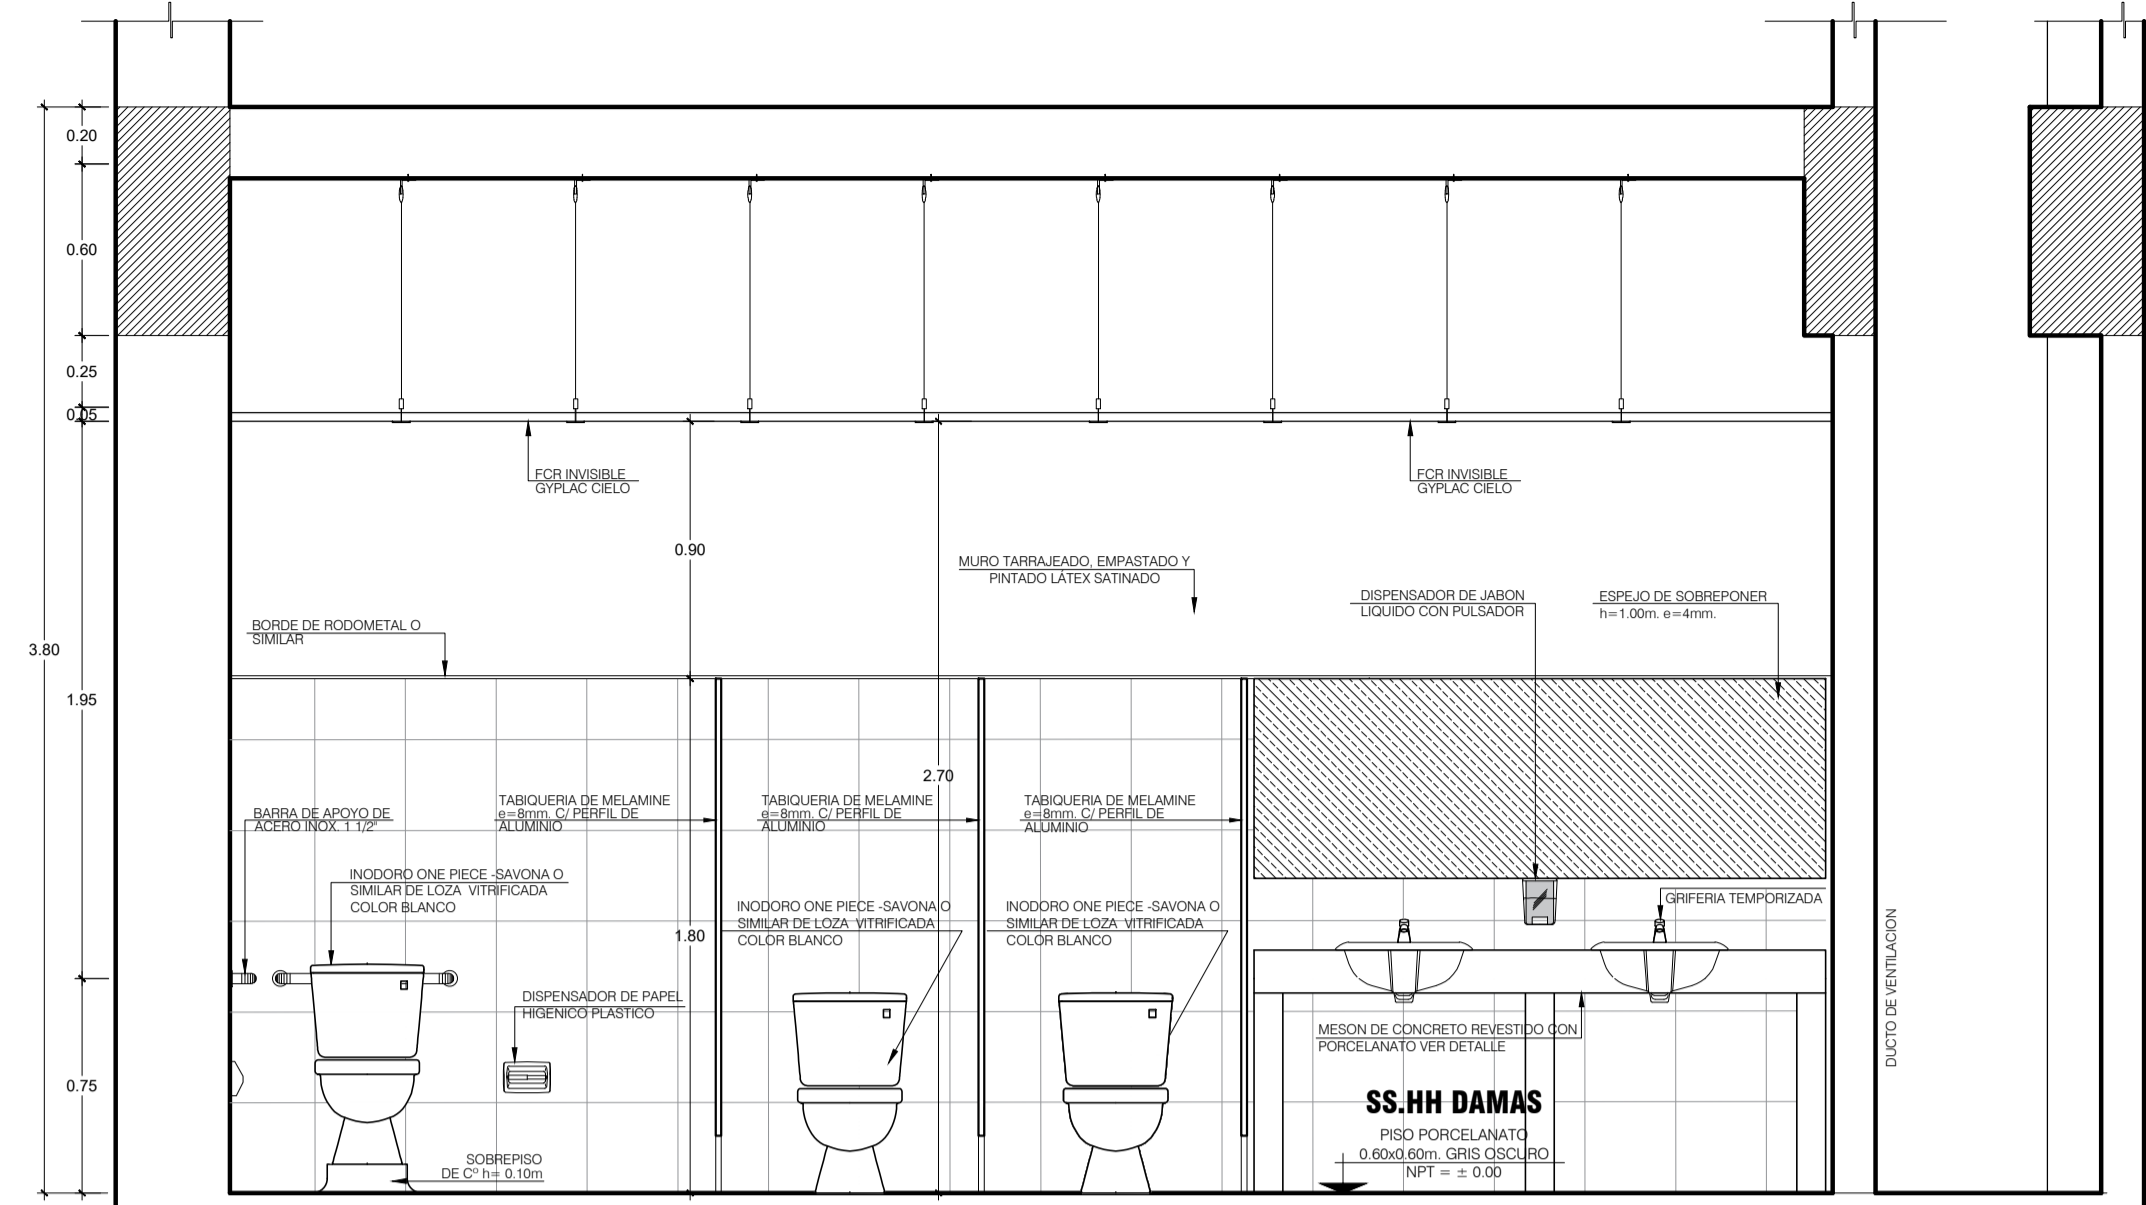 0.20
0.60
0.25
0.05
3.80
1.95
0.75
FCR INVISIBLE
GYPLAC CIELO
FCR INVISIBLE
GYPLAC CIELO
0.90
MURO TARRAJEADO, EMPASTADO Y
PINTADO LÁTEX SATINADO
DISPENSADOR DE JABON
LIQUIDO CON PULSADOR
ESPEJO DE SOBREPONER
h=1.00m. e=4mm.
BORDE DE RODOMETAL O
SIMILAR
2.70
BARRA DE APOYO DE
ACERO INOX. 1 1/2"
TABIQUERIA DE MELAMINE
e=8mm. C/ PERFIL DE
ALUMINIO
TABIQUERIA DE MELAMINE
e=8mm. C/ PERFIL DE
ALUMINIO
TABIQUERIA DE MELAMINE
e=8mm. C/ PERFIL DE
ALUMINIO
INODORO ONE PIECE -SAVONA O
SIMILAR DE LOZA VITRIFICADA
COLOR BLANCO
1.80
INODORO ONE PIECE -SAVONA O
SIMILAR DE LOZA VITRIFICADA
COLOR BLANCO
INODORO ONE PIECE -SAVONA O
SIMILAR DE LOZA VITRIFICADA
COLOR BLANCO
GRIFERIA TEMPORIZADA
DISPENSADOR DE PAPEL
HIGENICO PLASTICO
MESON DE CONCRETO REVESTIDO CON
PORCELANATO VER DETALLE
DUCTO DE VENTILACION
SS.HH DAMAS
PISO PORCELANATO
0.60x0.60m. GRIS OSCURO
NPT = ± 0.00
SOBREPISO
DE Cº h= 0.10m